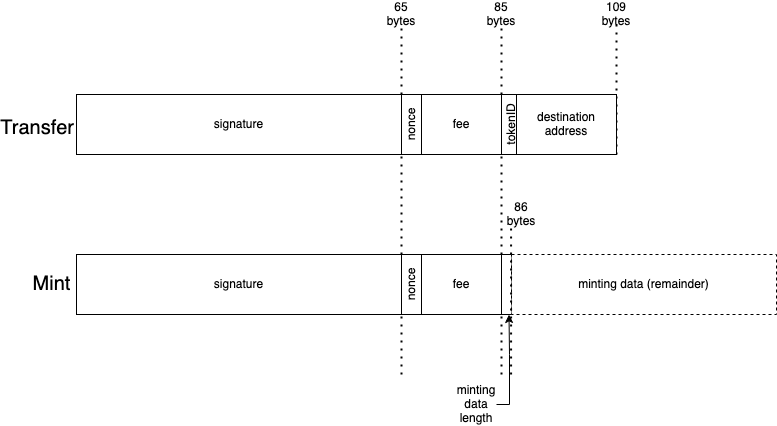 65
bytes
85
bytes
109
bytes
Transfer
signature
nonce
fee
tokenID
destination
address
86
bytes
Mint
signature
nonce
fee
minting data (remainder)
minting
data
length